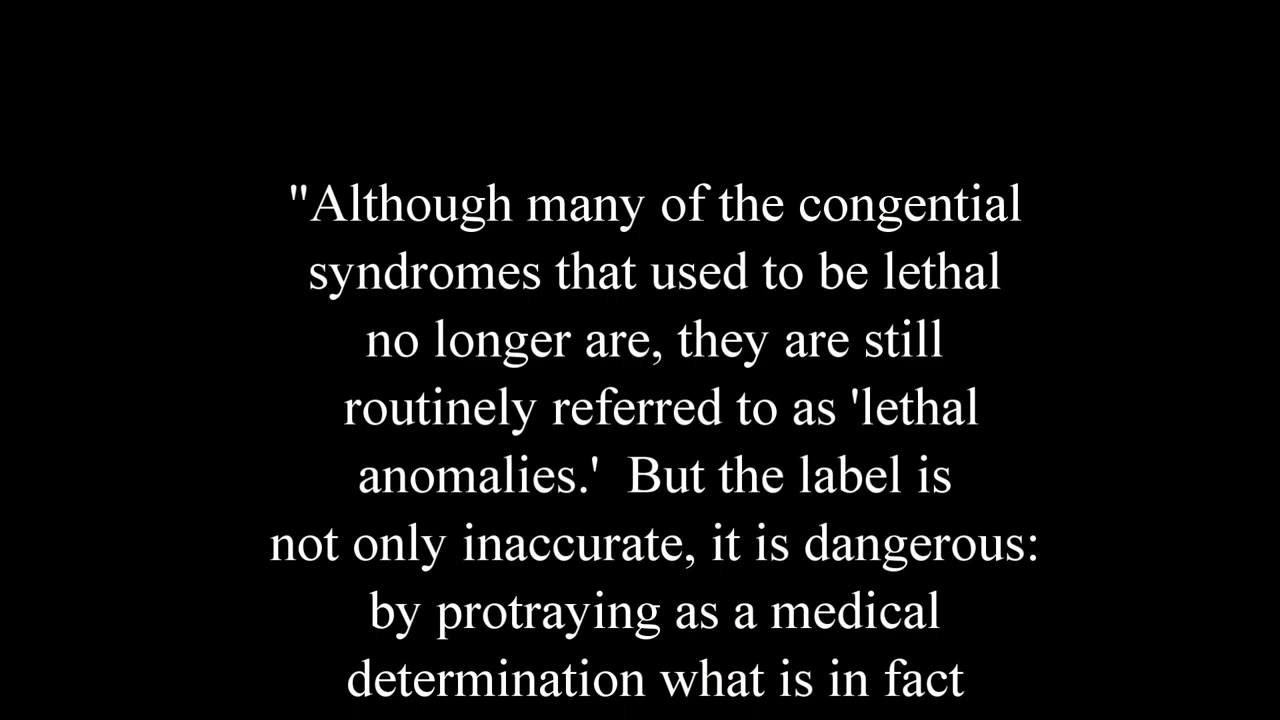 "Although many of the congential
syndromes that used to be lethal
no longer are, they are still
routinely referred to as 'lethal
anomalies.'  But the label is
not only inaccurate, it is dangerous:
by protraying as a medical
determination what is in fact